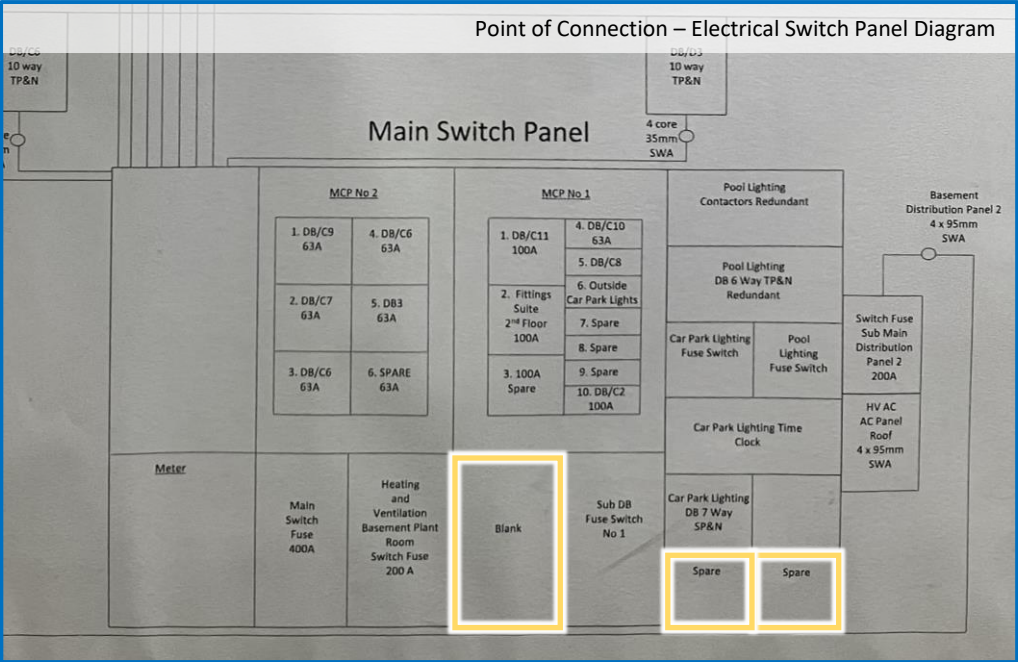 Point of Connection – Electrical Switch Panel Diagram
DB/C6
10 way
TP&N
DB/D3
10 way
TP&N
4 core
35mm
SWA
Main Switch Panel
MCP No 2
1. DB/C9
63A
4. DB/C6
63A
2. DB/C7
63A
5. DB3
63A
3. DB/C6
63A
6. SPARE
63A
MCP No 1
1. DB/C11
100A
2. Fittings
Suite
2nd Floor
100A
3. 100A
Spare
4. DB/C10
63A
5. DB/C8
6. Outside
Car Park Lights
7. Spare
8. Spare
9. Spare
10. DB/C2
100A
Pool Lighting
Contactors Redundant
Pool Lighting
DB 6 Way TP&N
Redundant
Car Park Lighting
Fuse Switch
Pool
Lighting
Fuse Switch
Car Park Lighting Time
Clock
Basement
Distribution Panel 2
4 x 95mm
SWA
Switch Fuse
Sub Main
Distribution
Panel 2
200A
HV AC
AC Panel
Roof
4 x 95mm
SWA
Meter
Main
Switch
Fuse
400A
Heating
and
Ventilation
Basement Plant
Room
Switch Fuse
200 A
Blank
Sub DB
Fuse Switch
No 1
Car Park Lighting
DB 7 Way
SP&N
Spare
Spare